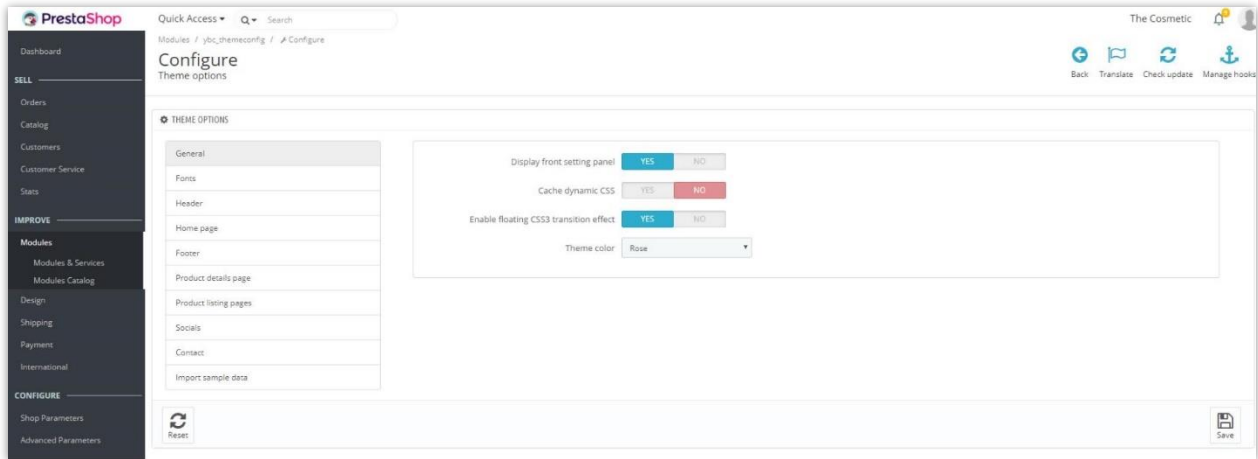 PrestaShop
Quick Access
Search
The Cosmetic
Modules / ybc_themeconfig / Configure
Configure
Theme options
Back
Translate
Check update
Manage hooks
Dashboard
SELL
Orders
Catalog
Customers
Customer Service
Stats
IMPROVE
Modules
Modules & Services
Modules Catalog
Design
Shipping
Payment
International
CONFIGURE
Shop Parameters
Advanced Parameters
THEME OPTIONS
General
Fonts
Header
Home page
Footer
Product details page
Product listing pages
Socials
Contact
Import sample data
Display front setting panel YES NO
Cache dynamic CSS YES NO
Enable floating CSS3 transition effect YES NO
Theme color Rose
Reset
Save